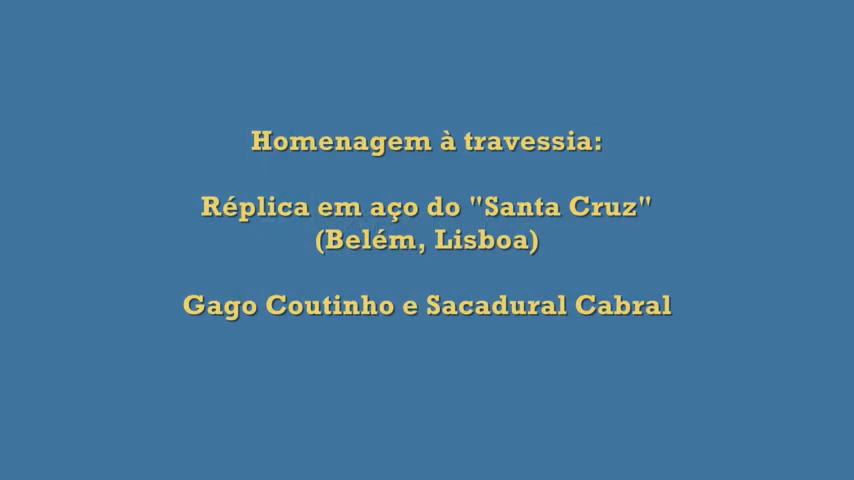 Homenagem à travessia:
Réplica em aço do "Santa Cruz"
(Belém, Lisboa)
Gago Coutinho e Sacadural Cabral